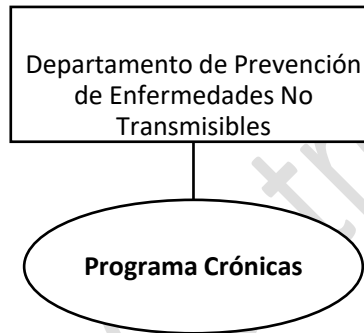 Departamento de Prevención
de Enfermedades No
Transmisibles
Programa Crónicas